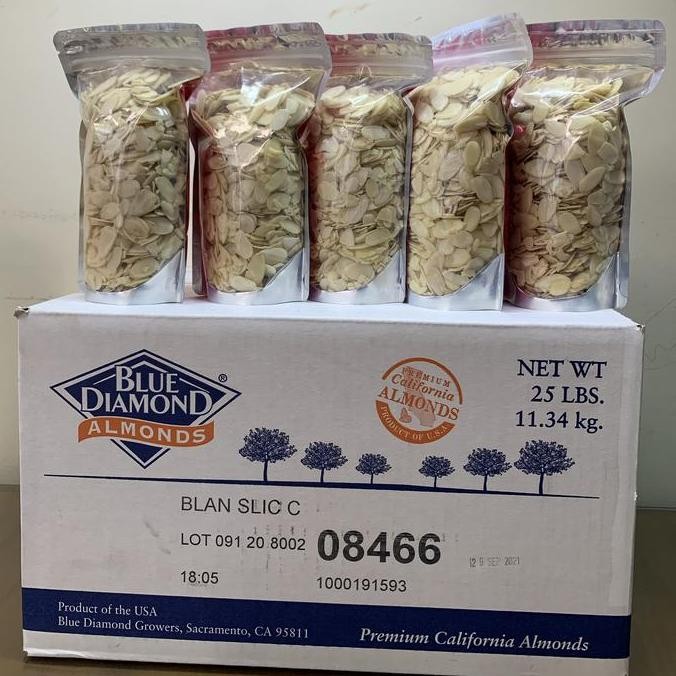 BLUE
DIAMOND®
ALMONDS
PREMIUM
California
ALMONDS
PRODUCT OF U.S.A.
NET WT
25 LBS.
11.34 kg.
BLAN SLIC C
LOT 091 20 8002 08466
29 SEP 2021
18:05
1000191593
Product of the USA
Blue Diamond Growers, Sacramento, CA 95811
Premium California Almonds